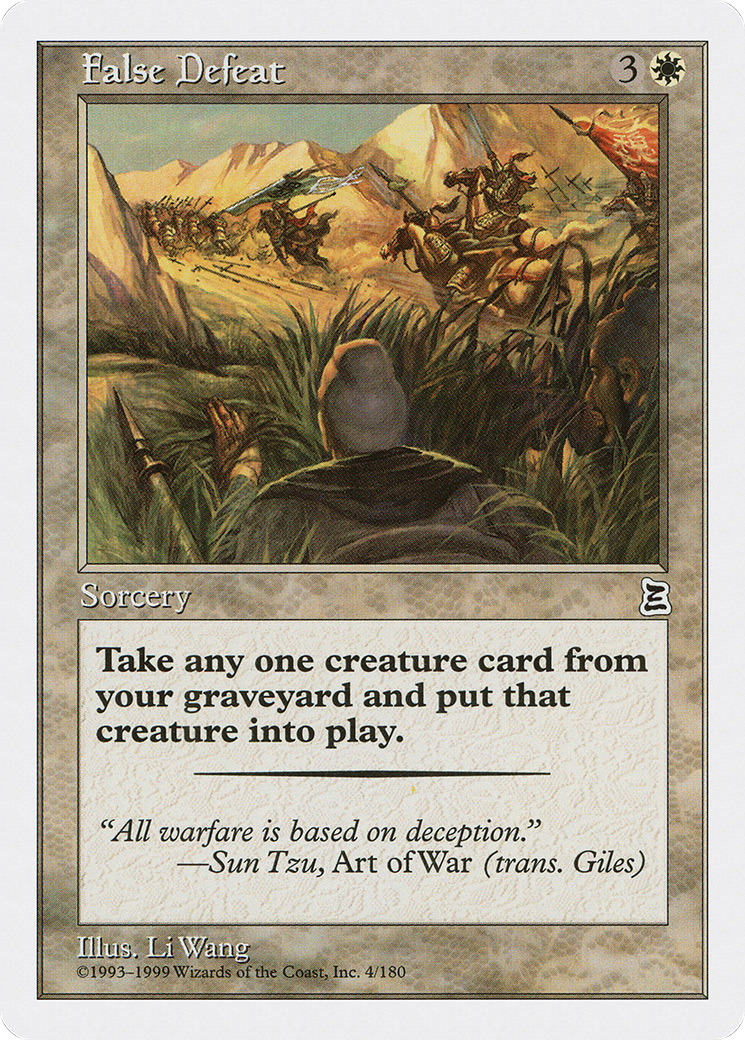 False Defeat 3
Sorcery
Take any one creature card from
your graveyard and put that
creature into play.
“All warfare is based on deception.”
—Sun Tzu, Art of War (trans. Giles)
Illus. Li Wang
©1993–1999 Wizards of the Coast, Inc. 4/180